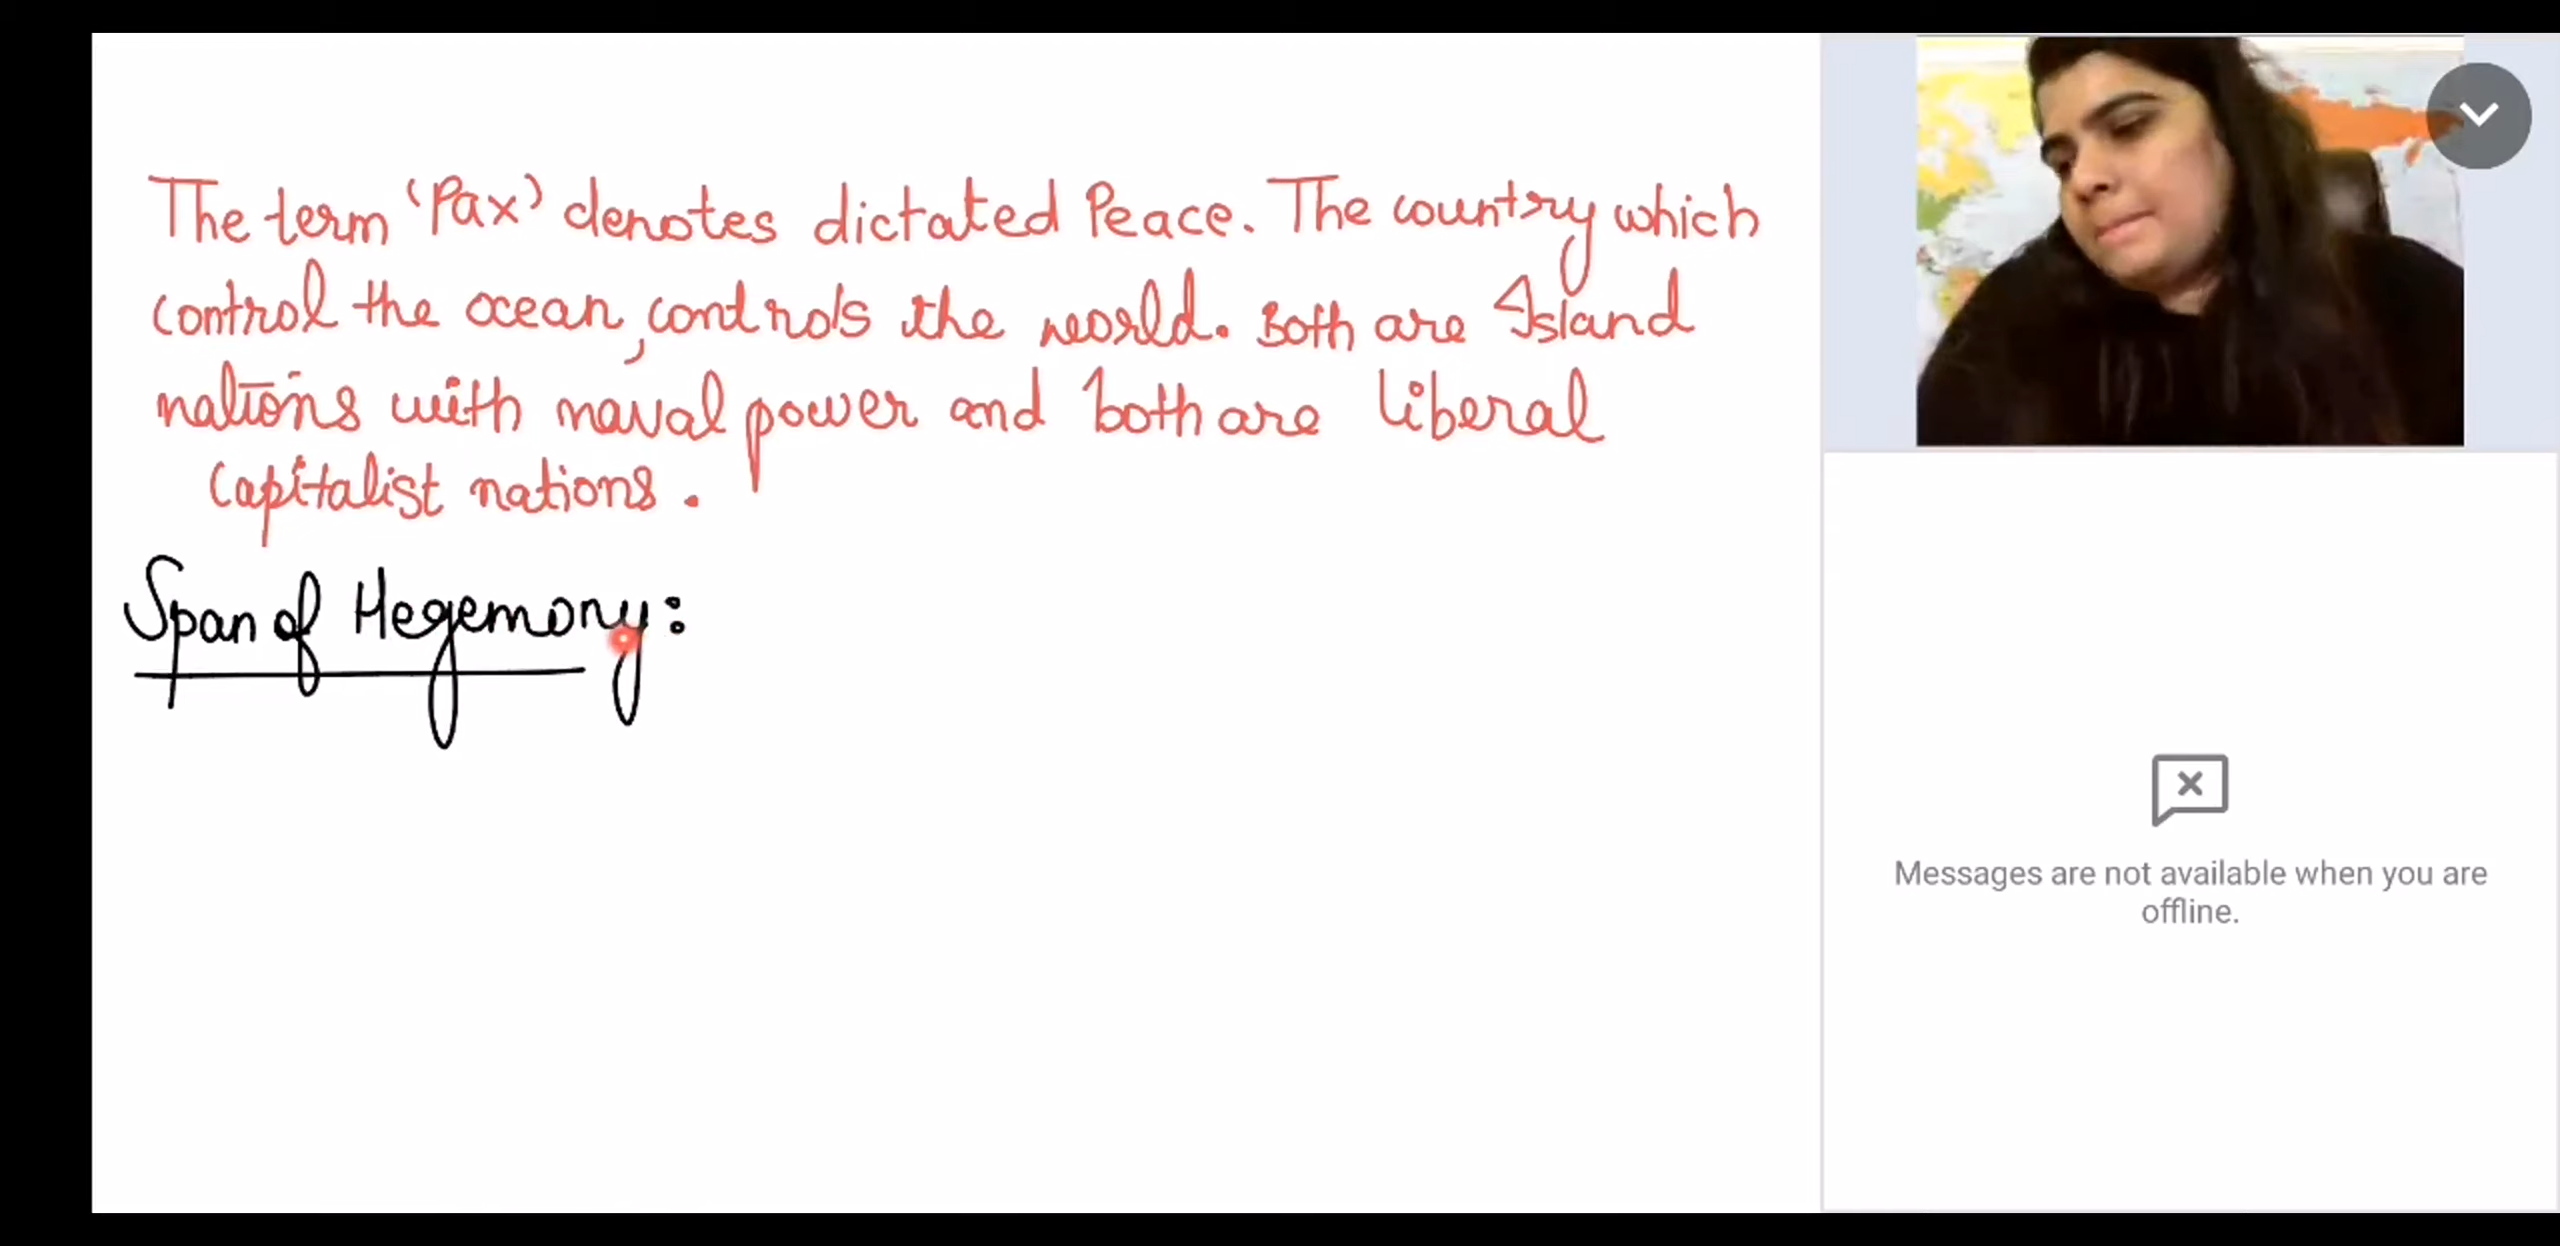 The term 'Pax' denotes dictated Peace. The country which
control the ocean, controls the world. Both are Island
nations with naval power and both are liberal
capitalist nations.
Span of Hegemony:
Messages are not available when you are
offline.